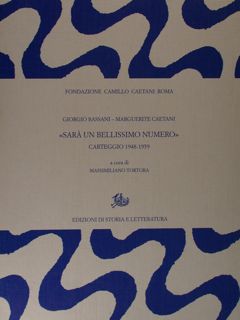 FONDAZIONE CAMILLO CAETANI ROMA
GIORGIO BASSANI – MARGUERITE CAETANI
«SARÀ UN BELLISSIMO NUMERO»
CARTEGGIO 1948-1959
a cura di
MASSIMILIANO TORTORA
EDIZIONI DI STORIA E LETTERATURA